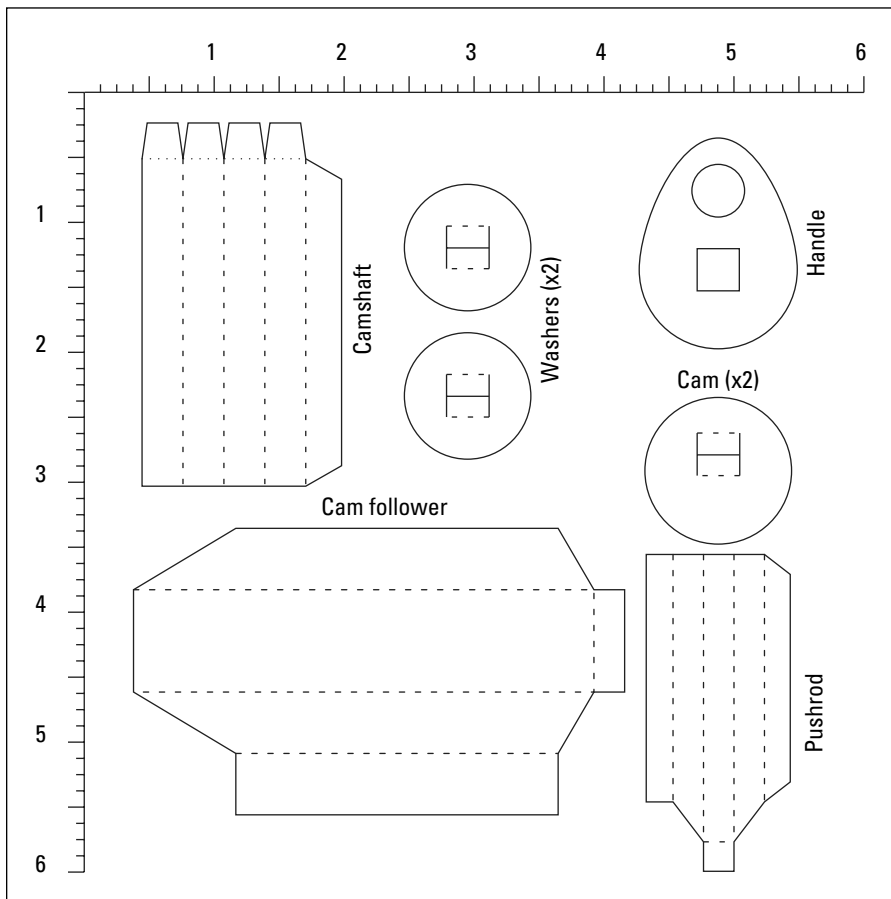 1 2 3 4 5 6
1
2
3
4
5
6
Camshaft
Washers (x2)
Handle
Cam (x2)
Cam follower
Pushrod